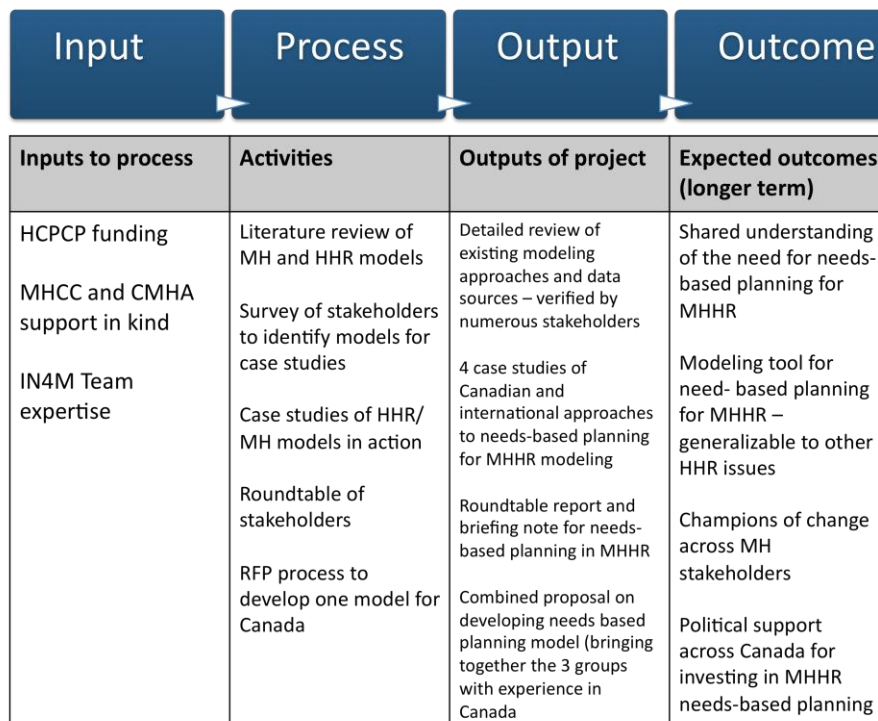 Input
Process
Output
Outcome
Inputs to process
Activities
Outputs of project
Expected outcomes
(longer term)
HCPCP funding
MHCC and CMHA
support in kind
IN4M Team
expertise
Literature review of
MH and HHR models
Survey of stakeholders
to identify models for
case studies
Case studies of HHR/
MH models in action
Roundtable of
stakeholders
RFP process to
develop one model for
Canada
Detailed review of
existing modeling
approaches and data
sources – verified by
numerous stakeholders
4 case studies of
Canadian and
international approaches
to needs-based planning
for MHHR modeling
Roundtable report and
briefing note for needs-
based planning in MHHR
Combined proposal on
developing needs based
planning model (bringing
together the 3 groups
with experience in
Canada
Shared understanding
of the need for needs-
based planning for
MHHR
Modeling tool for
need- based planning
for MHHR –
generalizable to other
HHR issues
Champions of change
across MH
stakeholders
Political support
across Canada for
investing in MHHR
needs-based planning